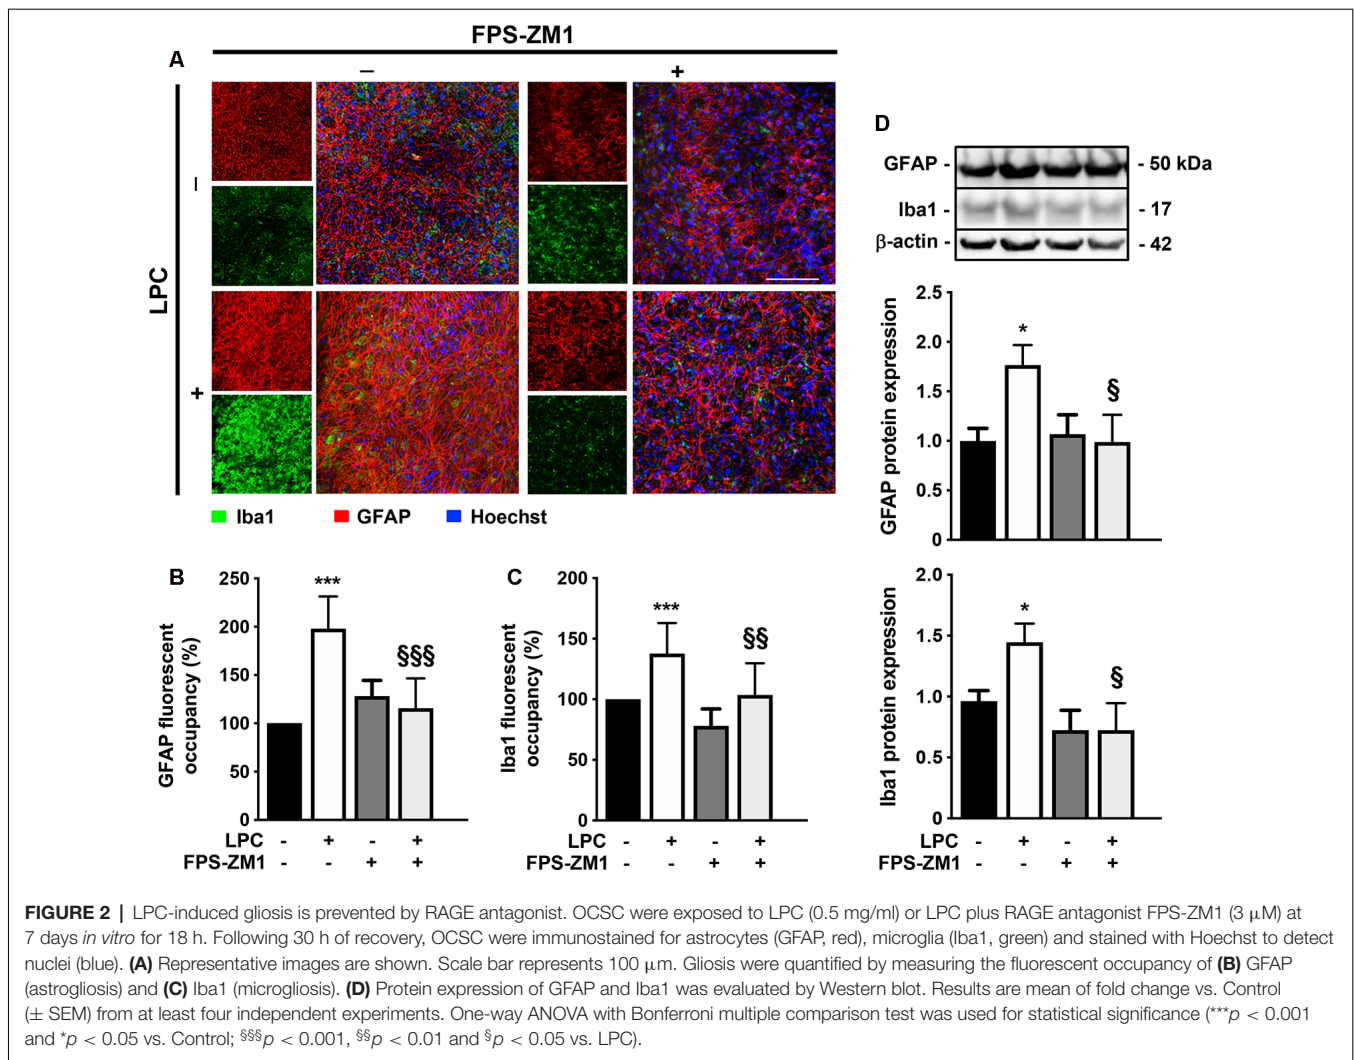 FPS-ZM1
A
– +
LPC
–
+
Iba1 GFAP Hoechst
D
GFAP - - 50 kDa
Iba1 - - 17
β-actin - - 42
GFAP protein expression
2.5
2.0
1.5
1.0
0.5
0
*
§
B
GFAP fluorescent
occupancy (%)
250
200
150
100
50
0
***
§§§
LPC - + - +
FPS-ZM1 - - + +
C
Iba1 fluorescent
occupancy (%)
200
150
100
50
0
***
§§
LPC - + - +
FPS-ZM1 - - + +
Iba1 protein expression
2.0
1.5
1.0
0.5
0
*
§
LPC - + - +
FPS-ZM1 - - + +
FIGURE 2 | LPC-induced gliosis is prevented by RAGE antagonist. OCSC were exposed to LPC (0.5 mg/ml) or LPC plus RAGE antagonist FPS-ZM1 (3 μM) at
7 days in vitro for 18 h. Following 30 h of recovery, OCSC were immunostained for astrocytes (GFAP, red), microglia (Iba1, green) and stained with Hoechst to detect
nuclei (blue). (A) Representative images are shown. Scale bar represents 100 μm. Gliosis were quantified by measuring the fluorescent occupancy of (B) GFAP
(astrogliosis) and (C) Iba1 (microgliosis). (D) Protein expression of GFAP and Iba1 was evaluated by Western blot. Results are mean of fold change vs. Control
(± SEM) from at least four independent experiments. One-way ANOVA with Bonferroni multiple comparison test was used for statistical significance (***p < 0.001
and *p < 0.05 vs. Control; §§§p < 0.001, §§p < 0.01 and §p < 0.05 vs. LPC).